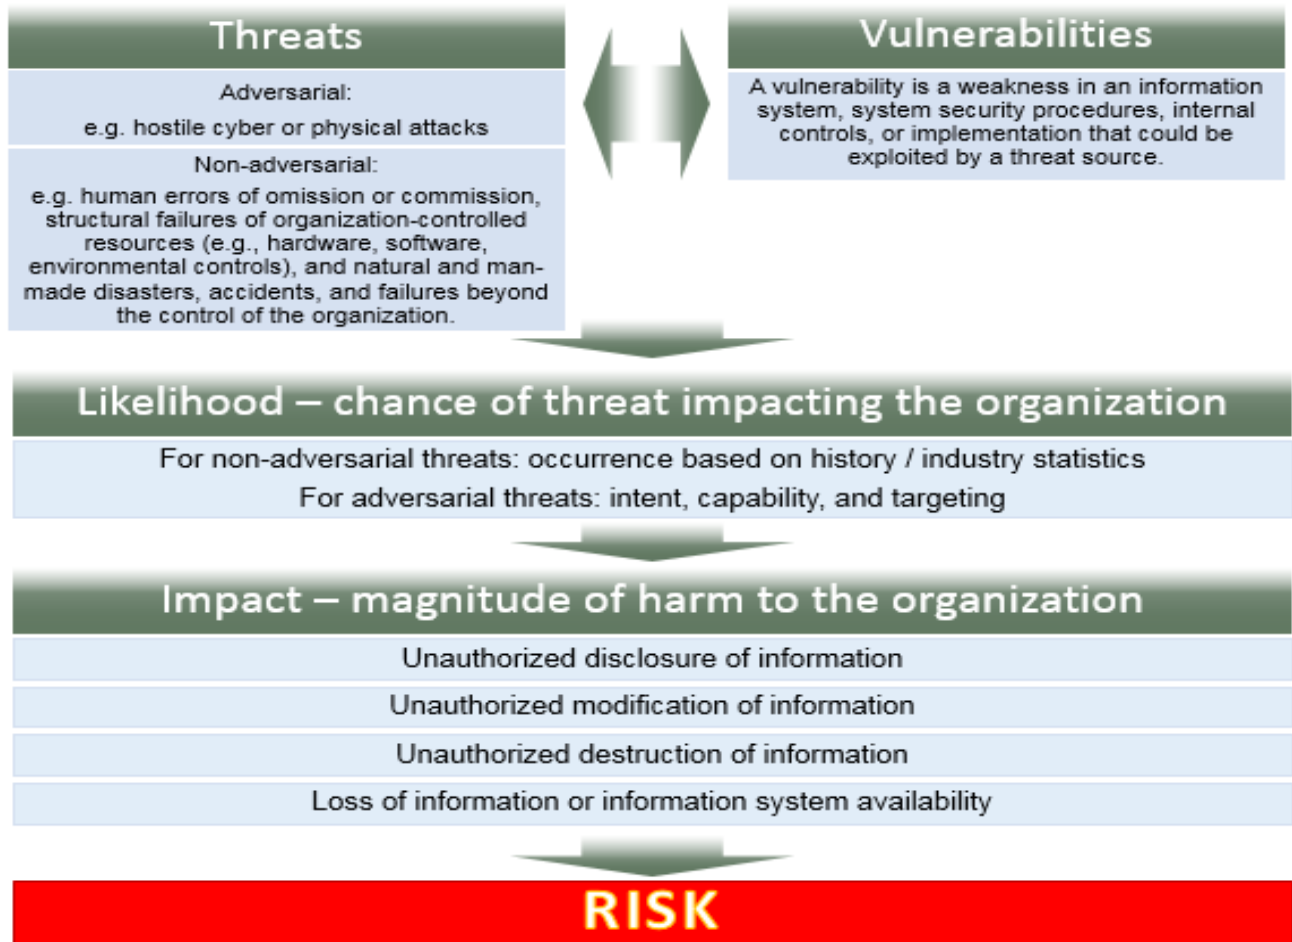 Threats
Adversarial:
e.g. hostile cyber or physical attacks
Non-adversarial:
e.g. human errors of omission or commission,
structural failures of organization-controlled
resources (e.g., hardware, software,
environmental controls), and natural and man-
made disasters, accidents, and failures beyond
the control of the organization.
Vulnerabilities
A vulnerability is a weakness in an information
system, system security procedures, internal
controls, or implementation that could be
exploited by a threat source.
Likelihood – chance of threat impacting the organization
For non-adversarial threats: occurrence based on history / industry statistics
For adversarial threats: intent, capability, and targeting
Impact – magnitude of harm to the organization
Unauthorized disclosure of information
Unauthorized modification of information
Unauthorized destruction of information
Loss of information or information system availability
RISK